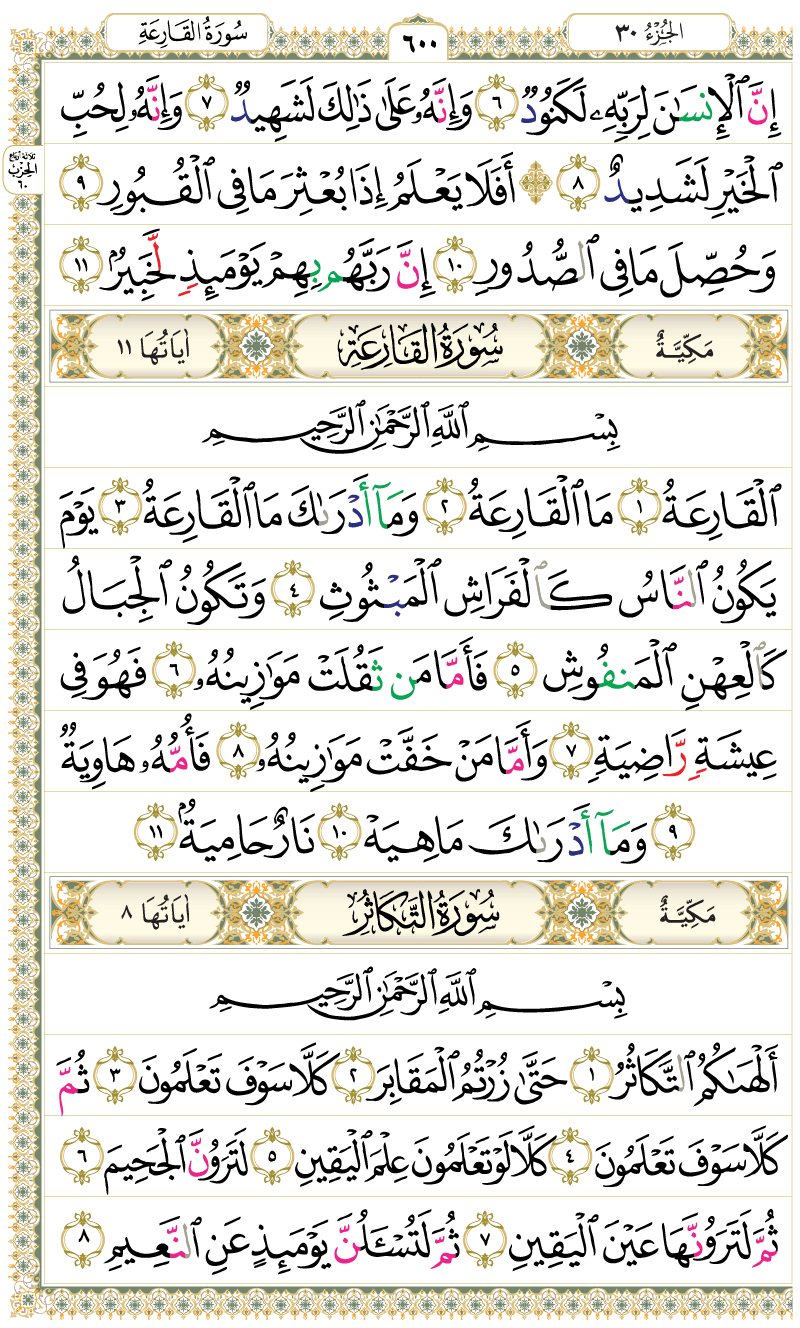 سُورَةُ القَارِعَةِ ٦٠٠ الجُزْءُ ٣٠
إِنَّ ٱلْإِنسَٰنَ لِرَبِّهِۦ لَكَنُودٌ ٦ وَإِنَّهُۥ عَلَىٰ ذَٰلِكَ لَشَهِيدٌ ٧ وَإِنَّهُۥ لِحُبِّ
ثلاثة أرباع الحزب ٦٠
ٱلْخَيْرِ لَشَدِيدٌ ٨ ۞ أَفَلَا يَعْلَمُ إِذَا بُعْثِرَ مَا فِى ٱلْقُبُورِ ٩
وَحُصِّلَ مَا فِى ٱلصُّدُورِ ١٠ إِنَّ رَبَّهُم بِهِمْ يَوْمَئِذٍ لَّخَبِيرٌۢ ١١
مَكِّيَّةٌ سُورَةُ القَارِعَةِ اٰيَاتُهَا ١١
بِسْمِ ٱللَّهِ ٱلرَّحْمَٰنِ ٱلرَّحِيمِ
ٱلْقَارِعَةُ ١ مَا ٱلْقَارِعَةُ ٢ وَمَآ أَدْرَىٰكَ مَا ٱلْقَارِعَةُ ٣ يَوْمَ
يَكُونُ ٱلنَّاسُ كَٱلْفَرَاشِ ٱلْمَبْثُوثِ ٤ وَتَكُونُ ٱلْجِبَالُ
كَٱلْعِهْنِ ٱلْمَنفُوشِ ٥ فَأَمَّا مَن ثَقُلَتْ مَوَٰزِينُهُۥ ٦ فَهُوَ فِى
عِيشَةٍ رَّاضِيَةٍ ٧ وَأَمَّا مَنْ خَفَّتْ مَوَٰزِينُهُۥ ٨ فَأُمُّهُۥ هَاوِيَةٌ
٩ وَمَآ أَدْرَىٰكَ مَا هِيَهْ ١٠ نَارٌ حَامِيَةٌۢ ١١
مَكِّيَّةٌ سُورَةُ التَّكَاثُرِ اٰيَاتُهَا ٨
بِسْمِ ٱللَّهِ ٱلرَّحْمَٰنِ ٱلرَّحِيمِ
أَلْهَىٰكُمُ ٱلتَّكَاثُرُ ١ حَتَّىٰ زُرْتُمُ ٱلْمَقَابِرَ ٢ كَلَّا سَوْفَ تَعْلَمُونَ ٣ ثُمَّ
كَلَّا سَوْفَ تَعْلَمُونَ ٤ كَلَّا لَوْ تَعْلَمُونَ عِلْمَ ٱلْيَقِينِ ٥ لَتَرَوُنَّ ٱلْجَحِيمَ ٦
ثُمَّ لَتَرَوُنَّهَا عَيْنَ ٱلْيَقِينِ ٧ ثُمَّ لَتُسْـَٔلُنَّ يَوْمَئِذٍ عَنِ ٱلنَّعِيمِ ٨